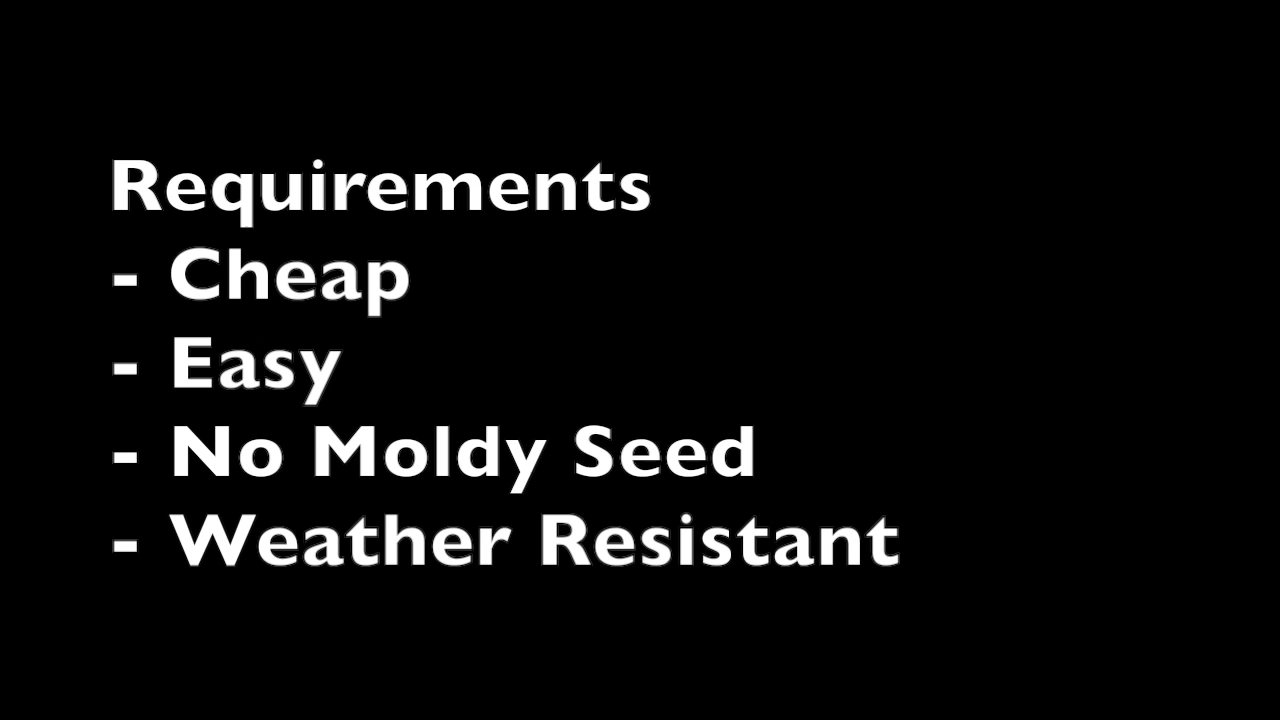 Requirements
- Cheap
- Easy
- No Moldy Seed
- Weather Resistant